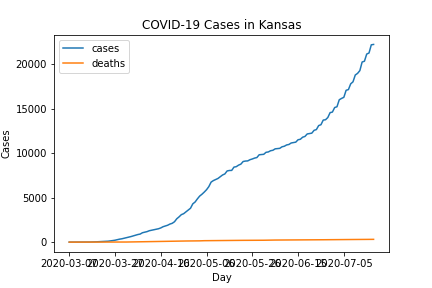 COVID-19 Cases in Kansas
cases
deaths
20000
15000
10000
5000
0
Cases
2020-03-07 2020-03-27 2020-04-16 2020-05-06 2020-05-26 2020-06-15 2020-07-05
Day